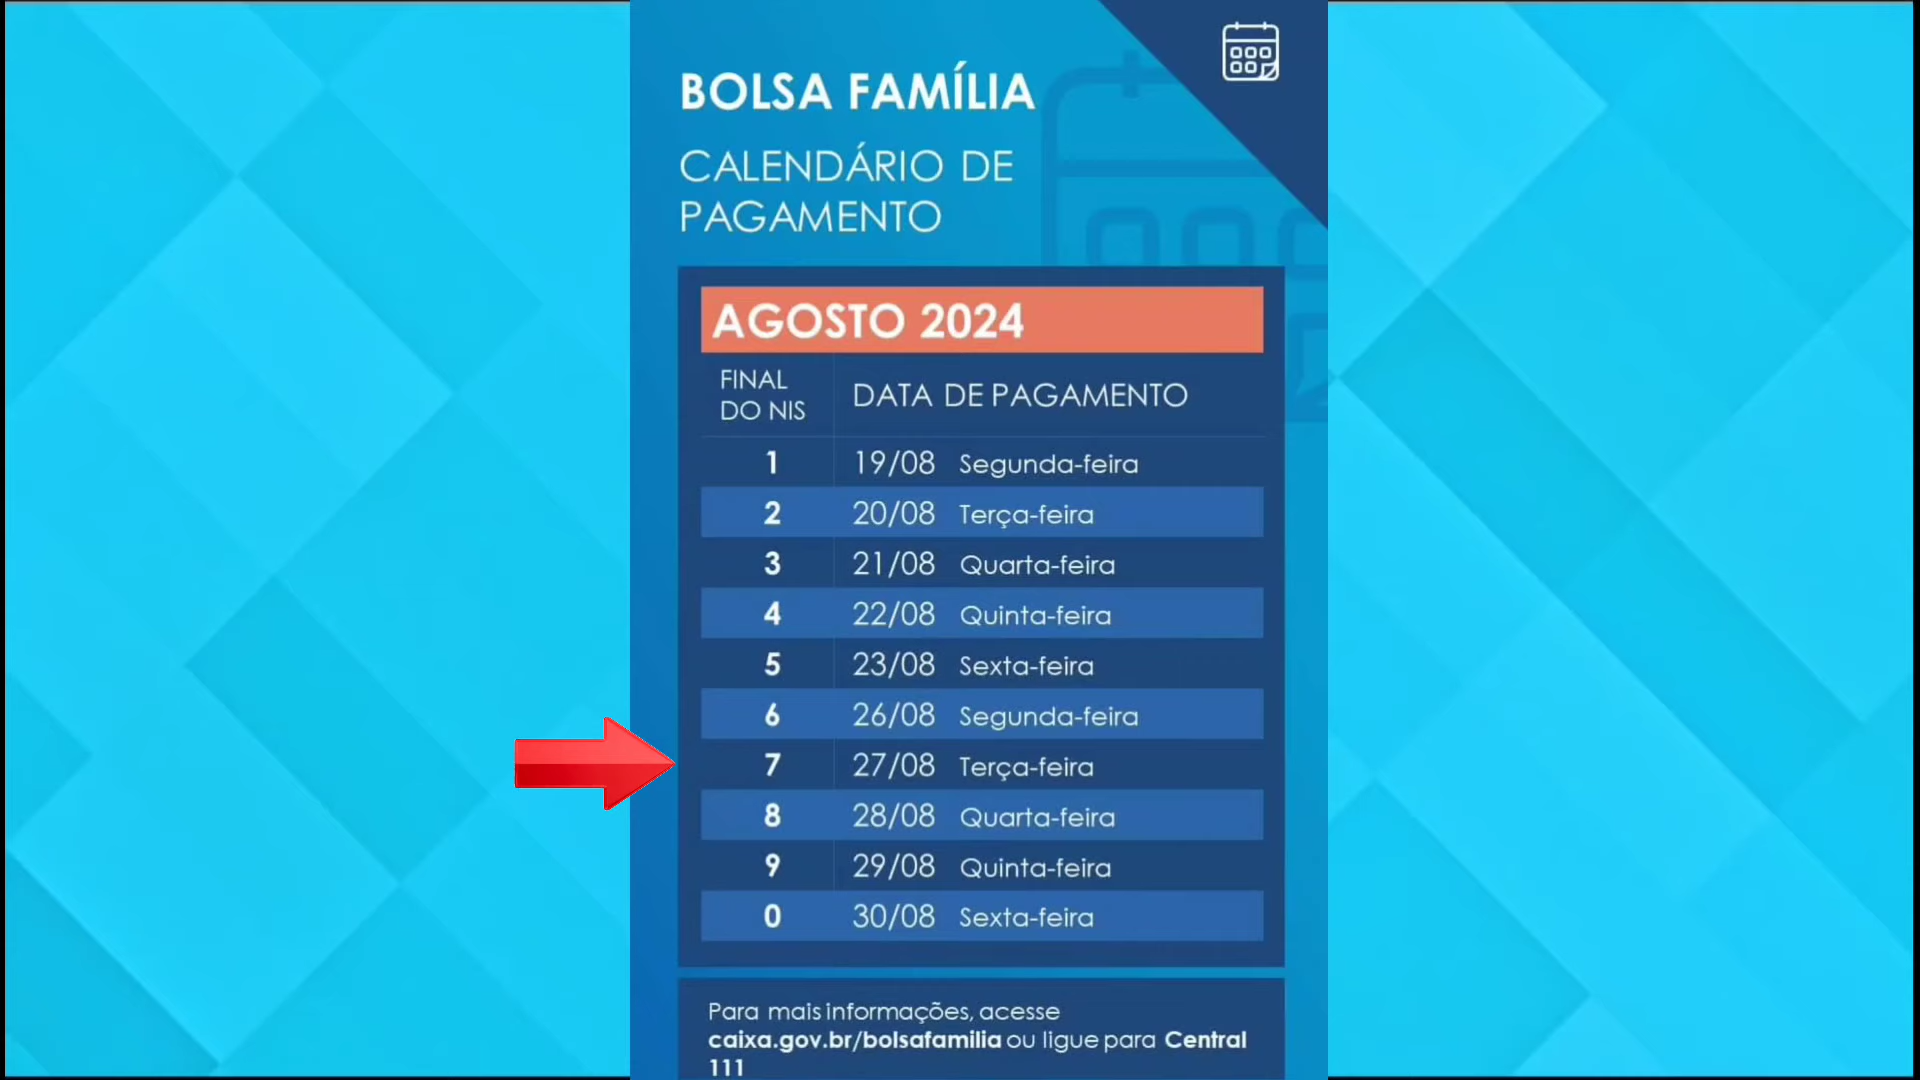 BOLSA FAMÍLIA
CALENDÁRIO DE
PAGAMENTO
AGOSTO 2024
FINAL
DO NIS
DATA DE PAGAMENTO
1 19/08 Segunda-feira
2 20/08 Terça-feira
3 21/08 Quarta-feira
4 22/08 Quinta-feira
5 23/08 Sexta-feira
6 26/08 Segunda-feira
7 27/08 Terça-feira
8 28/08 Quarta-feira
9 29/08 Quinta-feira
0 30/08 Sexta-feira
Para mais informações, acesse
caixa.gov.br/bolsafamilia ou ligue para Central
111